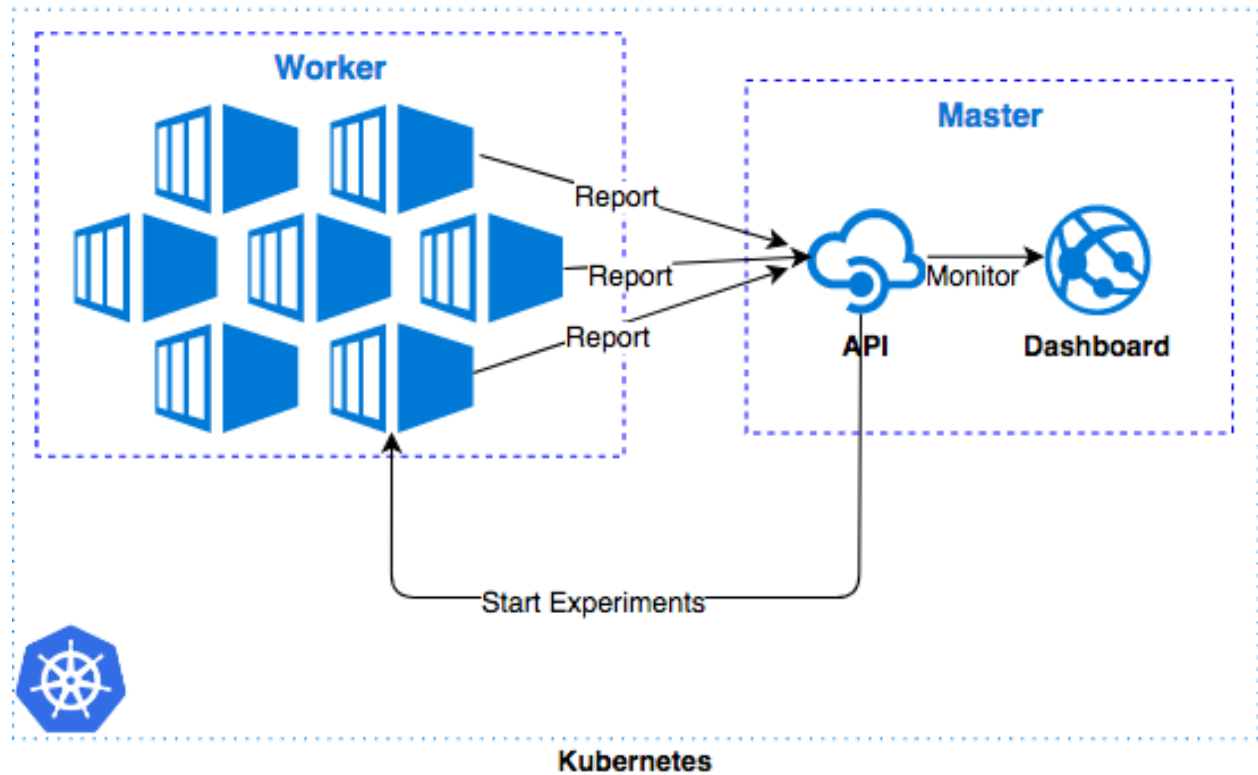 Worker
Master
Report
Report
Report
Monitor
API
Dashboard
Start Experiments
Kubernetes